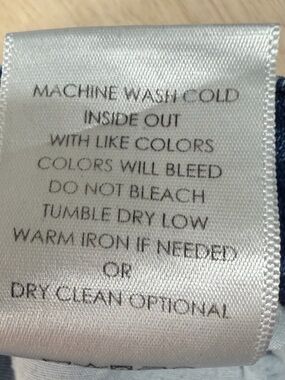 MACHINE WASH COLD
INSIDE OUT
WITH LIKE COLORS
COLORS WILL BLEED
DO NOT BLEACH
TUMBLE DRY LOW
WARM IRON IF NEEDED
OR
DRY CLEAN OPTIONAL